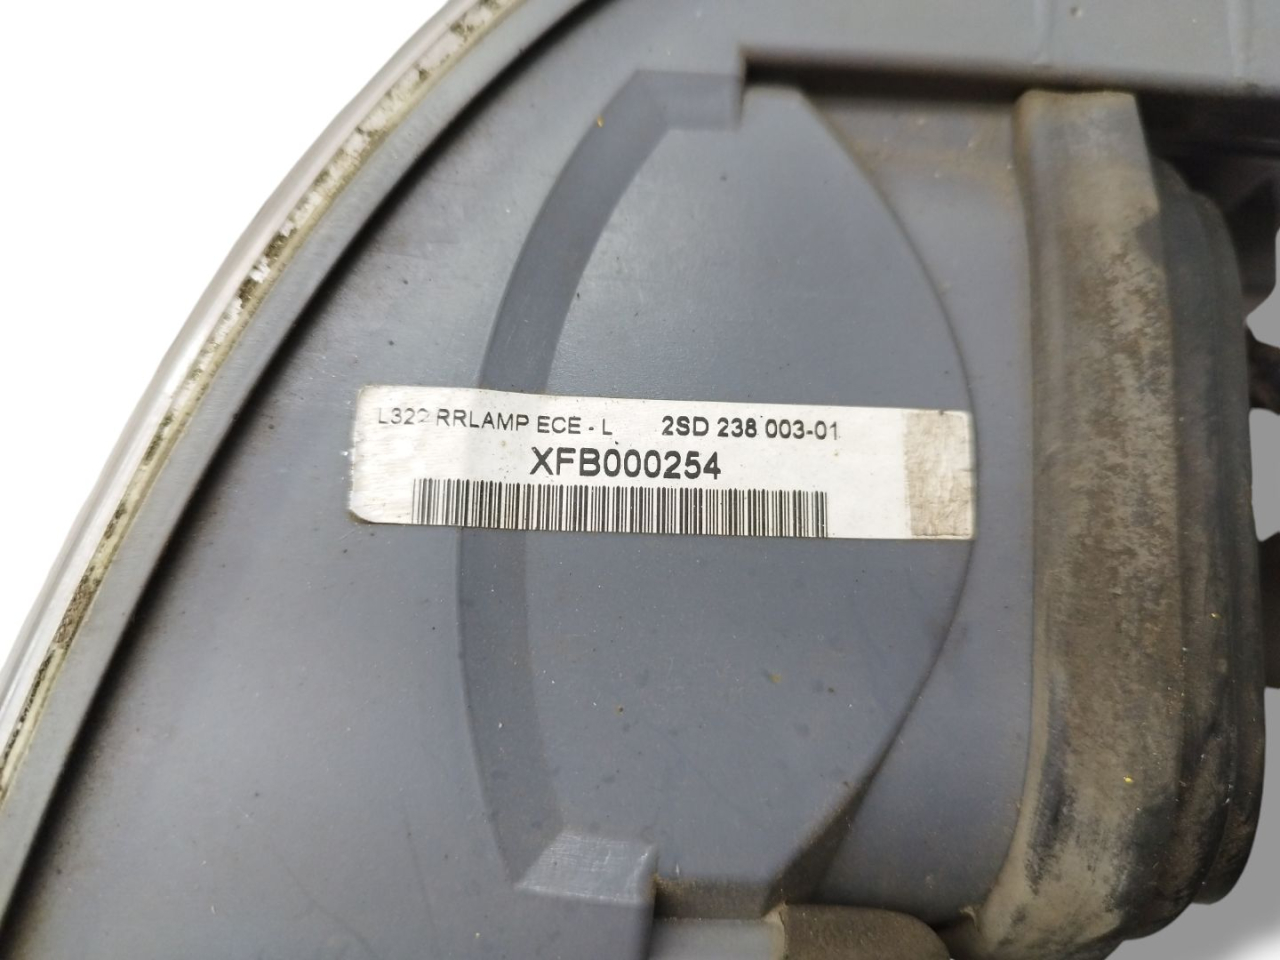 L322 RRLAMP ECE - L 2SD 238 003-01
XFB000254